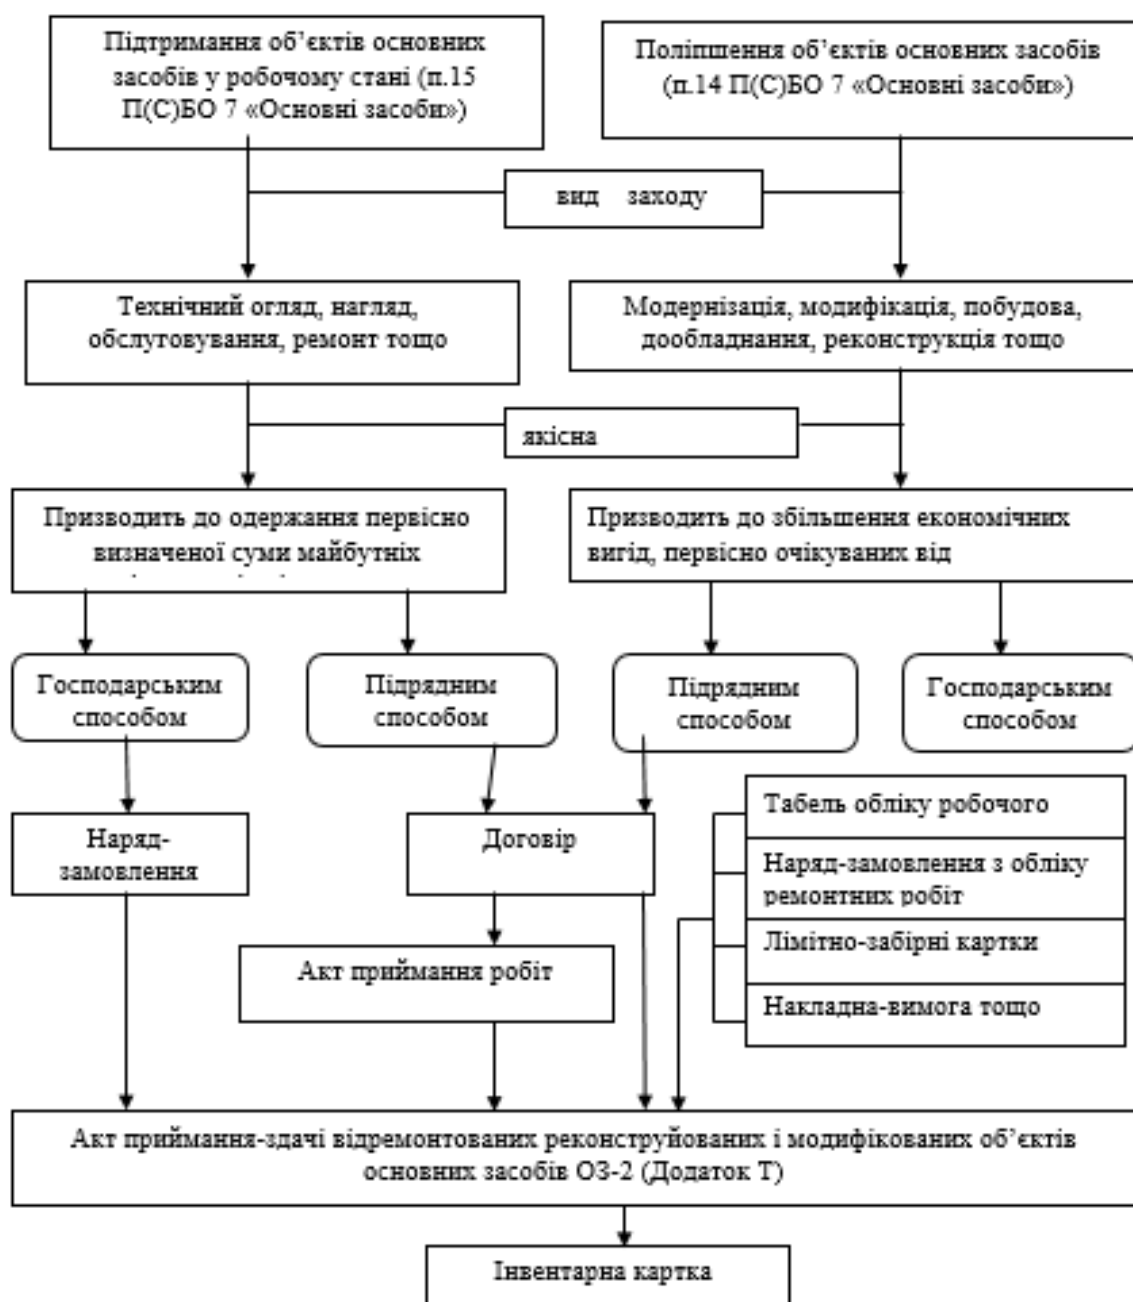 Підтримання об’єктів основних
засобів у робочому стані (п.15
П(С)БО 7 «Основні засоби»)
Поліпшення об’єктів основних засобів
(п.14 П(С)БО 7 «Основні засоби»)
вид заходу
Технічний огляд, нагляд,
обслуговування, ремонт тощо
Модернізація, модифікація, побудова,
дообладнання, реконструкція тощо
якісна
Призводить до одержання первісно
визначеної суми майбутніх
Призводить до збільшення економічних
вигід, первісно очікуваних від
Господарським
способом
Підрядним
способом
Підрядним
способом
Господарським
способом
Наряд-
замовлення
Договір
Табель обліку робочого
Наряд-замовлення з обліку
ремонтних робіт
Лімітно-забірні картки
Накладна-вимога тощо
Акт приймання робіт
Акт приймання-здачі відремонтованих реконструйованих і модифікованих об’єктів
основних засобів ОЗ-2 (Додаток Т)
Інвентарна картка